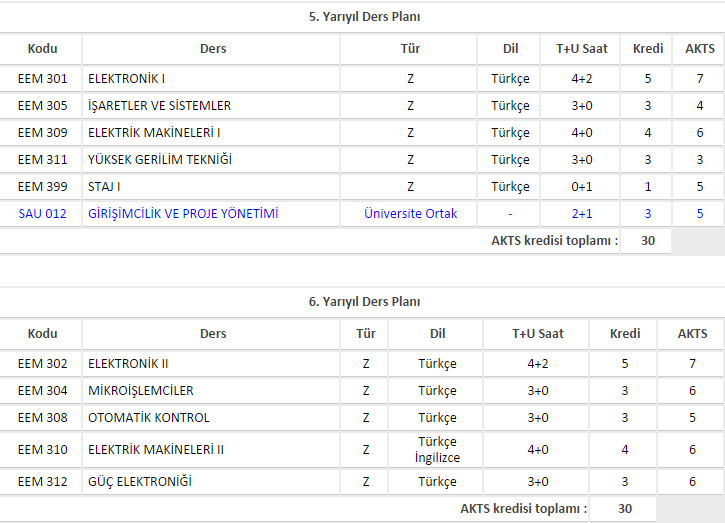 5. Yarıyıl Ders Planı
Kodu Ders Tür Dil T+U Saat Kredi AKTS
EEM 301 ELEKTRONİK I Z Türkçe 4+2 5 7
EEM 305 İŞARETLER VE SİSTEMLER Z Türkçe 3+0 3 4
EEM 309 ELEKTRİK MAKİNELERİ I Z Türkçe 4+0 4 6
EEM 311 YÜKSEK GERİLİM TEKNİĞİ Z Türkçe 3+0 3 3
EEM 399 STAJ I Z Türkçe 0+1 1 5
SAU 012 GİRİŞİMCİLİK VE PROJE YÖNETİMİ Üniversite Ortak - 2+1 3 5
AKTS kredisi toplamı : 30
6. Yarıyıl Ders Planı
Kodu Ders Tür Dil T+U Saat Kredi AKTS
EEM 302 ELEKTRONİK II Z Türkçe 4+2 5 7
EEM 304 MİKROİŞLEMCİLER Z Türkçe 3+0 3 6
EEM 308 OTOMATİK KONTROL Z Türkçe 3+0 3 5
EEM 310 ELEKTRİK MAKİNELERİ II Z Türkçe İngilizce 4+0 4 6
EEM 312 GÜÇ ELEKTRONİĞİ Z Türkçe 3+0 3 6
AKTS kredisi toplamı : 30